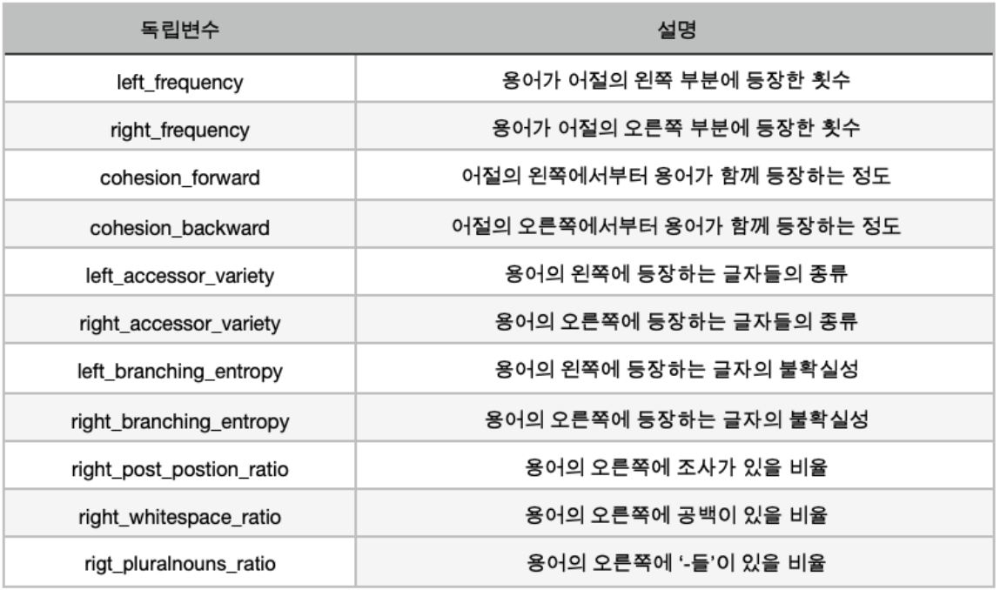 독립변수 설명
left_frequency 용어가 어절의 왼쪽 부분에 등장한 횟수
right_frequency 용어가 어절의 오른쪽 부분에 등장한 횟수
cohesion_forward 어절의 왼쪽에서부터 용어가 함께 등장하는 정도
cohesion_backward 어절의 오른쪽에서부터 용어가 함께 등장하는 정도
left_accessor_variety 용어의 왼쪽에 등장하는 글자들의 종류
right_accessor_variety 용어의 오른쪽에 등장하는 글자들의 종류
left_branching_entropy 용어의 왼쪽에 등장하는 글자의 불확실성
right_branching_entropy 용어의 오른쪽에 등장하는 글자의 불확실성
right_post_postion_ratio 용어의 오른쪽에 조사가 있을 비율
right_whitespace_ratio 용어의 오른쪽에 공백이 있을 비율
rigt_pluralnouns_ratio 용어의 오른쪽에 ‘-들’이 있을 비율